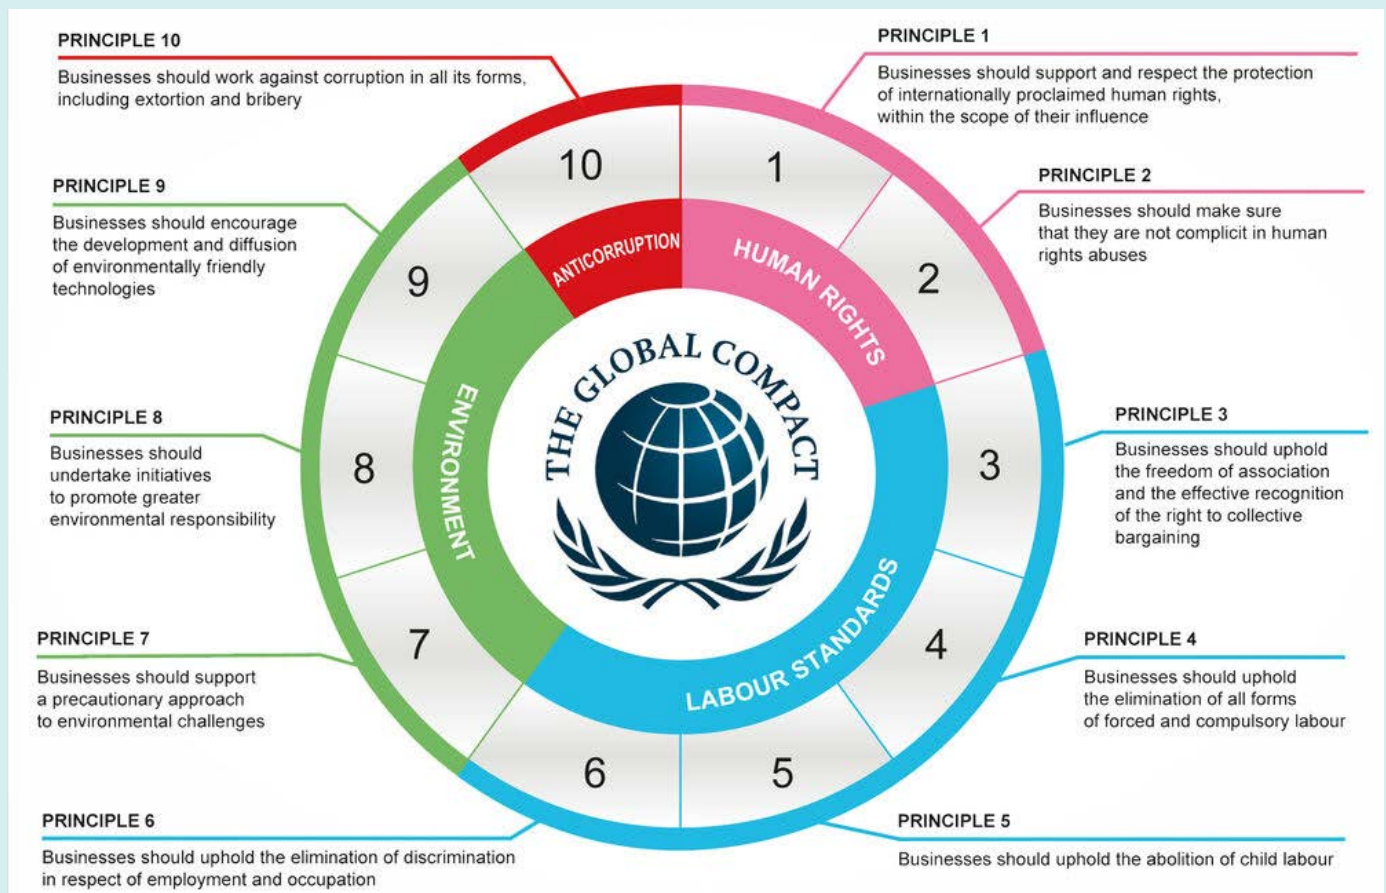 PRINCIPLE 10
Businesses should work against corruption in all its forms,
including extortion and bribery
PRINCIPLE 1
Businesses should support and respect the protection
of internationally proclaimed human rights,
within the scope of their influence
PRINCIPLE 9
Businesses should encourage
the development and diffusion
of environmentally friendly
technologies
PRINCIPLE 2
Businesses should make sure
that they are not complicit in human
rights abuses
PRINCIPLE 8
Businesses should
undertake initiatives
to promote greater
environmental responsibility
PRINCIPLE 3
Businesses should uphold
the freedom of association
and the effective recognition
of the right to collective
bargaining
PRINCIPLE 7
Businesses should support
a precautionary approach
to environmental challenges
PRINCIPLE 4
Businesses should uphold
the elimination of all forms
of forced and compulsory labour
PRINCIPLE 6
Businesses should uphold the elimination of discrimination
in respect of employment and occupation
PRINCIPLE 5
Businesses should uphold the abolition of child labour
10
1
9
2
8
3
7
4
6
5
ANTICORRUPTION
HUMAN RIGHTS
ENVIRONMENT
LABOUR STANDARDS
THE GLOBAL COMPACT